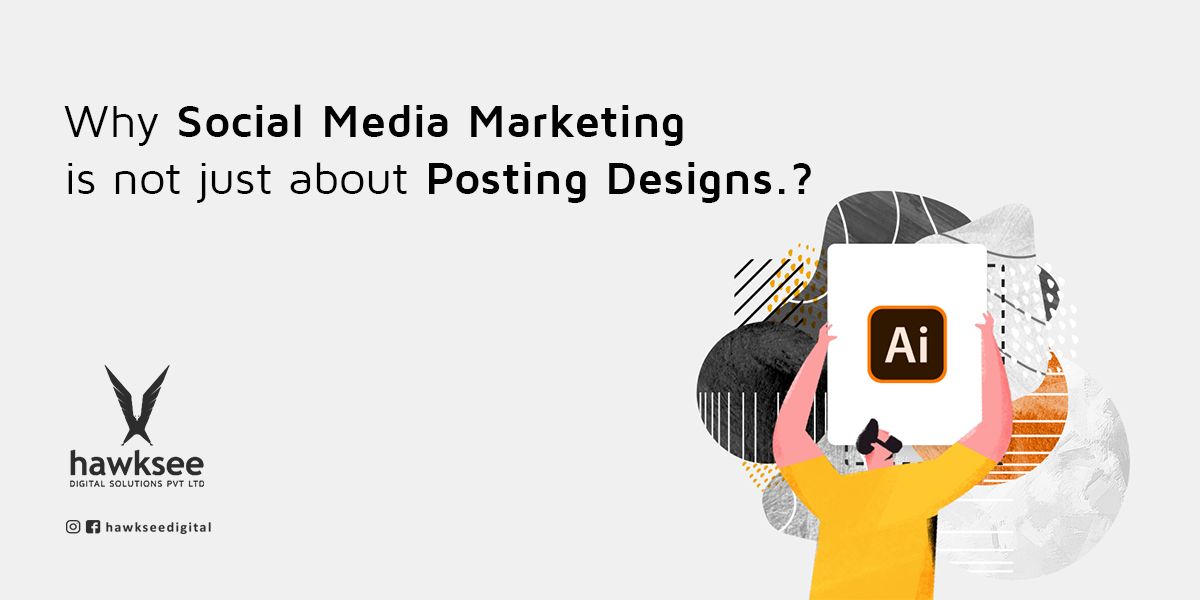 Why Social Media Marketing
is not just about Posting Designs.?
Ai
hawksee
DIGITAL SOLUTIONS PVT LTD
hawkseedigital